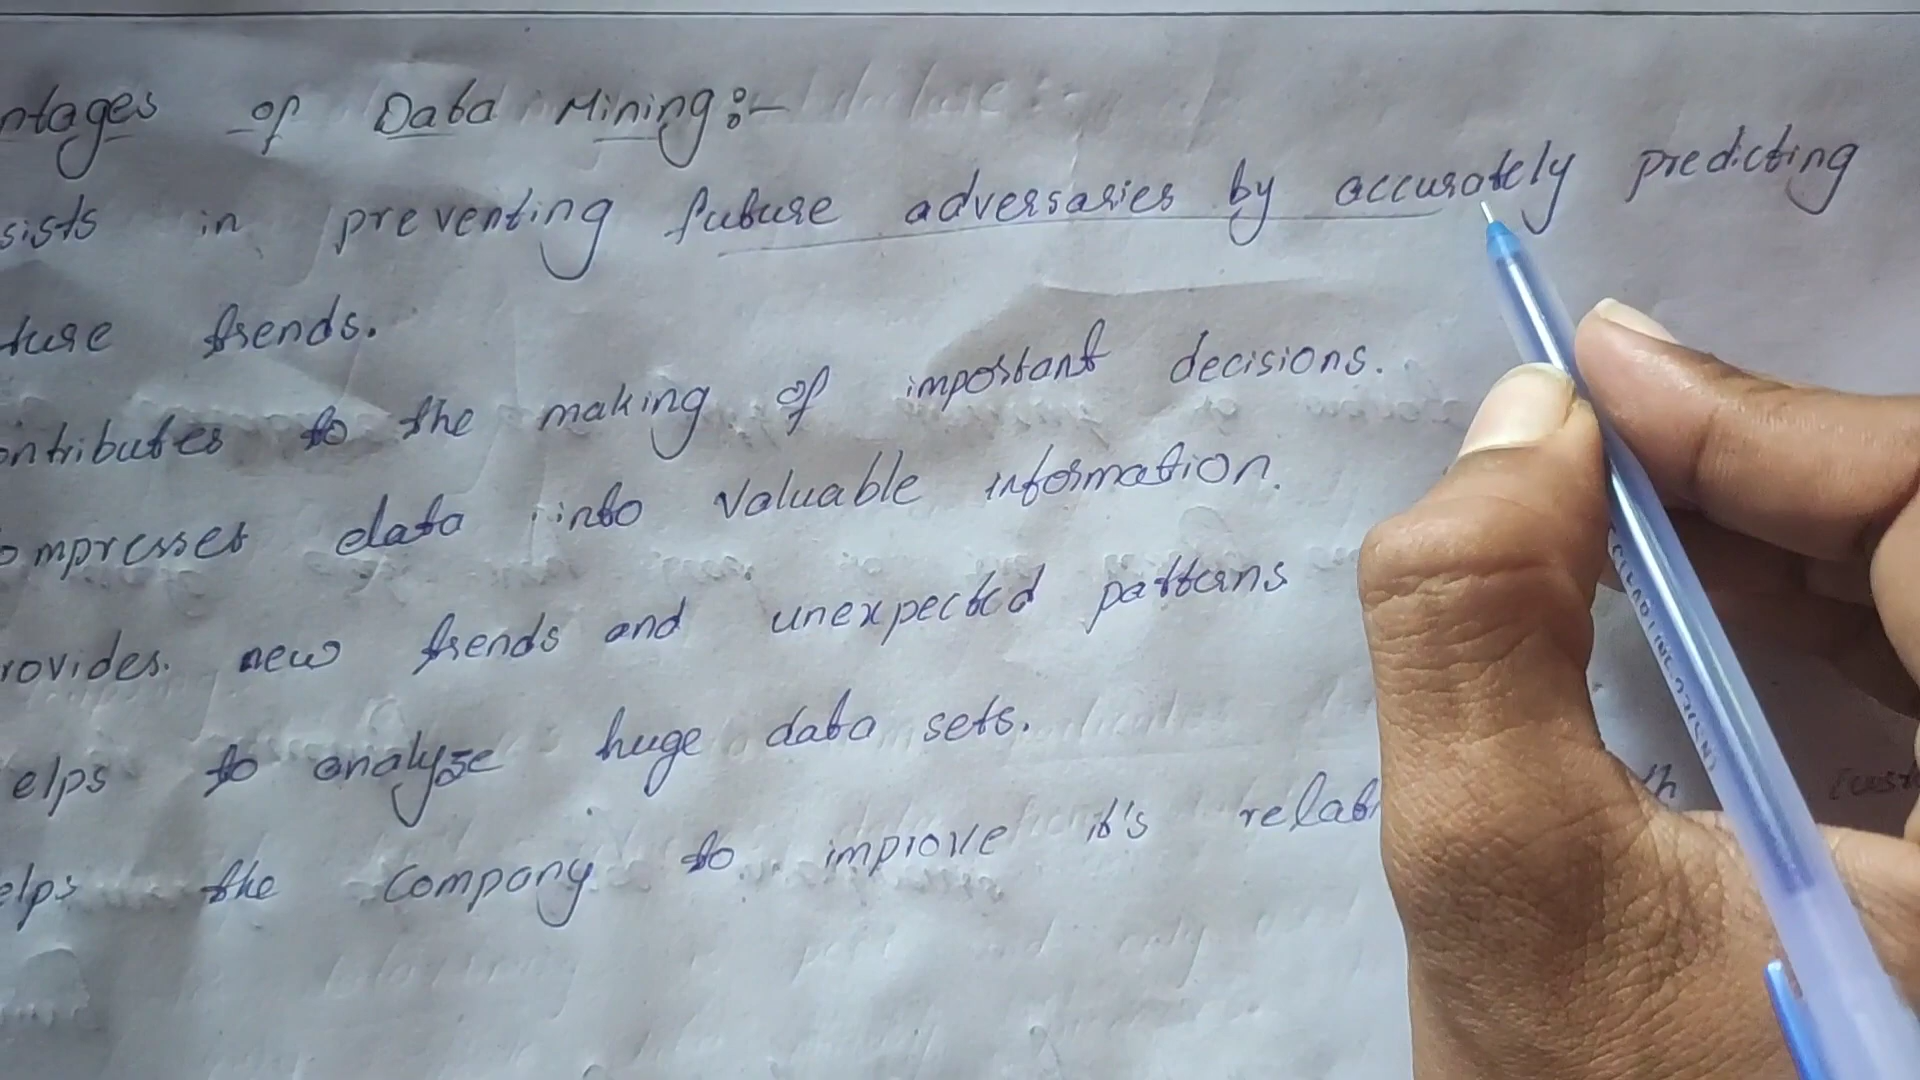 ntages of Data Mining:-
sists in preventing future adversaries by accurately predicting
ture trends.
ontributes to the making of important decisions.
ompresses data into valuable information.
rovides new trends and unexpected patterns
elps to analyze huge data sets.
elps the company to improve it's relat